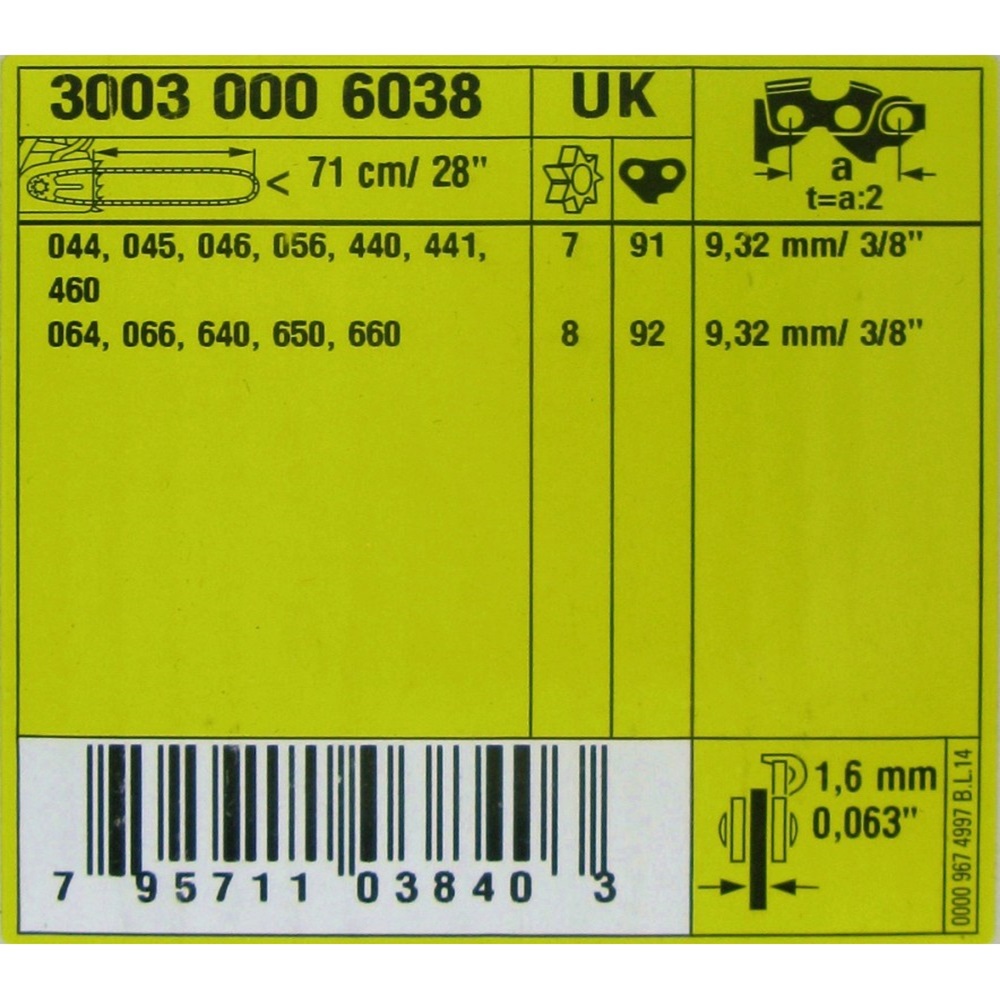 3003 000 6038 UK
< 71 cm/ 28"
a
t=a:2
044, 045, 046, 056, 440, 441, 7 91 9,32 mm/ 3/8"
460
064, 066, 640, 650, 660 8 92 9,32 mm/ 3/8"
1,6 mm
0,063"
0000 967 4997 B.L14
7 95711 03840 3